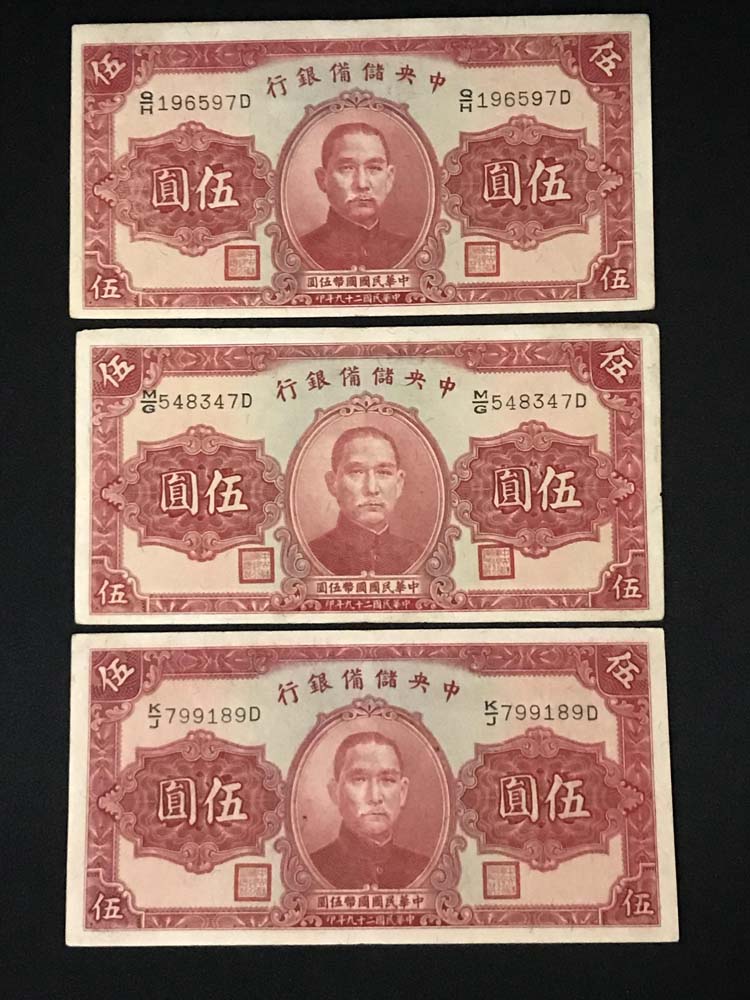 伍
伍
中央儲備銀行
Q/H 196597D
Q/H 196597D
伍圓
伍圓
中華民國國幣伍圓
中華民國二十九年印
伍
伍
伍
伍
中央儲備銀行
M/G 548347D
M/G 548347D
伍圓
伍圓
中華民國國幣伍圓
中華民國二十九年印
伍
伍
伍
伍
中央儲備銀行
K/J 799189D
K/J 799189D
伍圓
伍圓
中華民國國幣伍圓
中華民國二十九年印
伍
伍